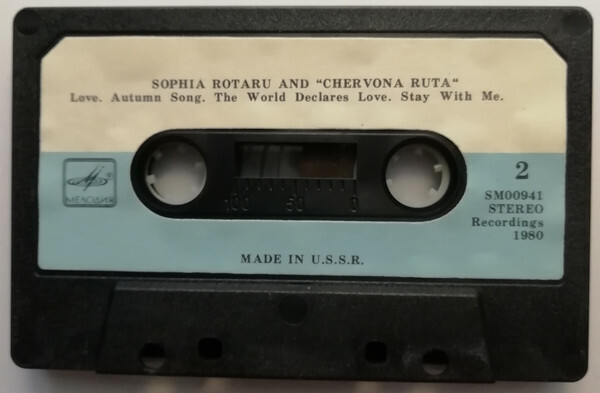 SOPHIA ROTARU AND "CHERVONA RUTA"
Love. Autumn Song. The World Declares Love. Stay With Me.
2
МЕЛОДИЯ
SM00941
STEREO
Recordings
1980
100 50 0
MADE IN U.S.S.R.